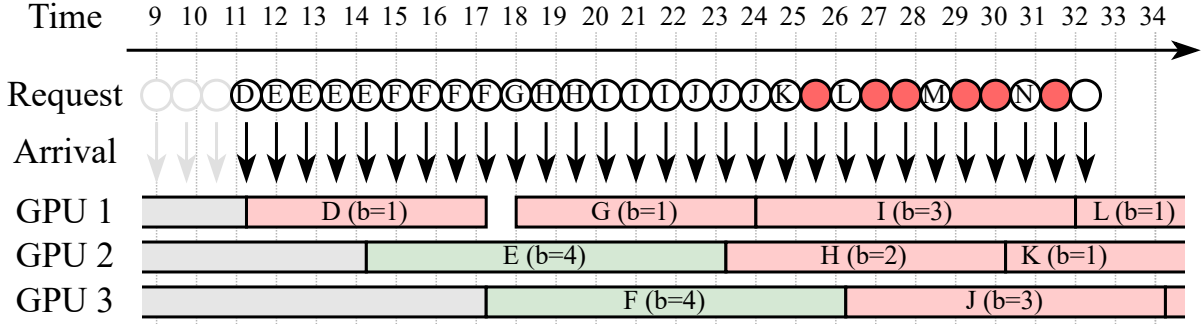 Time 9 10 11 12 13 14 15 16 17 18 19 20 21 22 23 24 25 26 27 28 29 30 31 32 33 34
Request D E E E E F F F F G H H I I I J J J K L M N
Arrival
GPU 1 D (b=1) G (b=1) I (b=3) L (b=1)
GPU 2 E (b=4) H (b=2) K (b=1)
GPU 3 F (b=4) J (b=3)